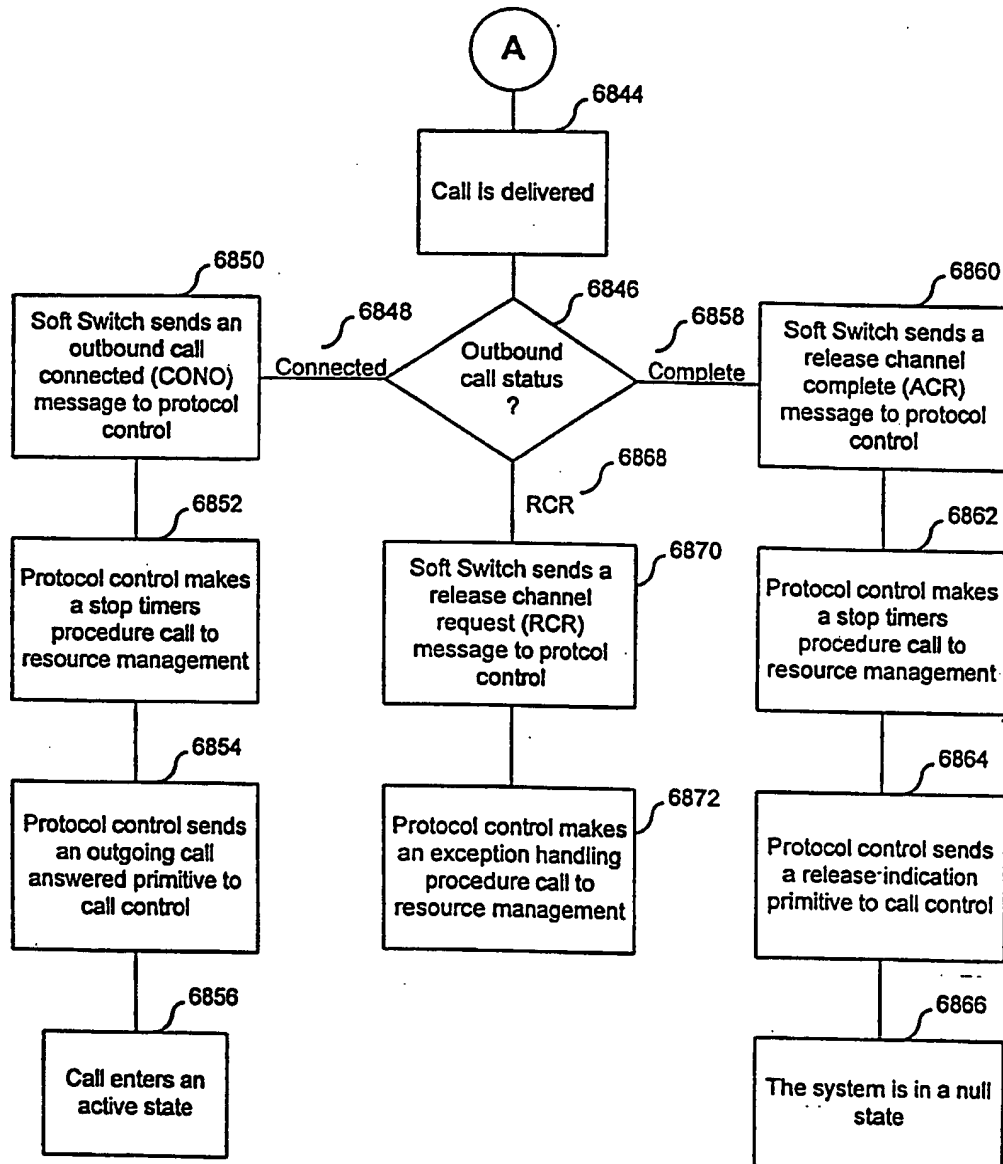 A
6844
Call is delivered
6850
Soft Switch sends an
outbound call
connected (CONO)
message to protocol
control
6848
Connected
6846
Outbound
call status
?
6858
Complete
6860
Soft Switch sends a
release channel
complete (ACR)
message to protocol
control
6868
RCR
6852
Protocol control makes
a stop timers
procedure call to
resource management
6870
Soft Switch sends a
release channel
request (RCR)
message to protcol
control
6862
Protocol control makes
a stop timers
procedure call to
resource management
6854
Protocol control sends
an outgoing call
answered primitive to
call control
6872
Protocol control makes
an exception handling
procedure call to
resource management
6864
Protocol control sends
a release-indication
primitive to call control
6856
Call enters an
active state
6866
The system is in a null
state